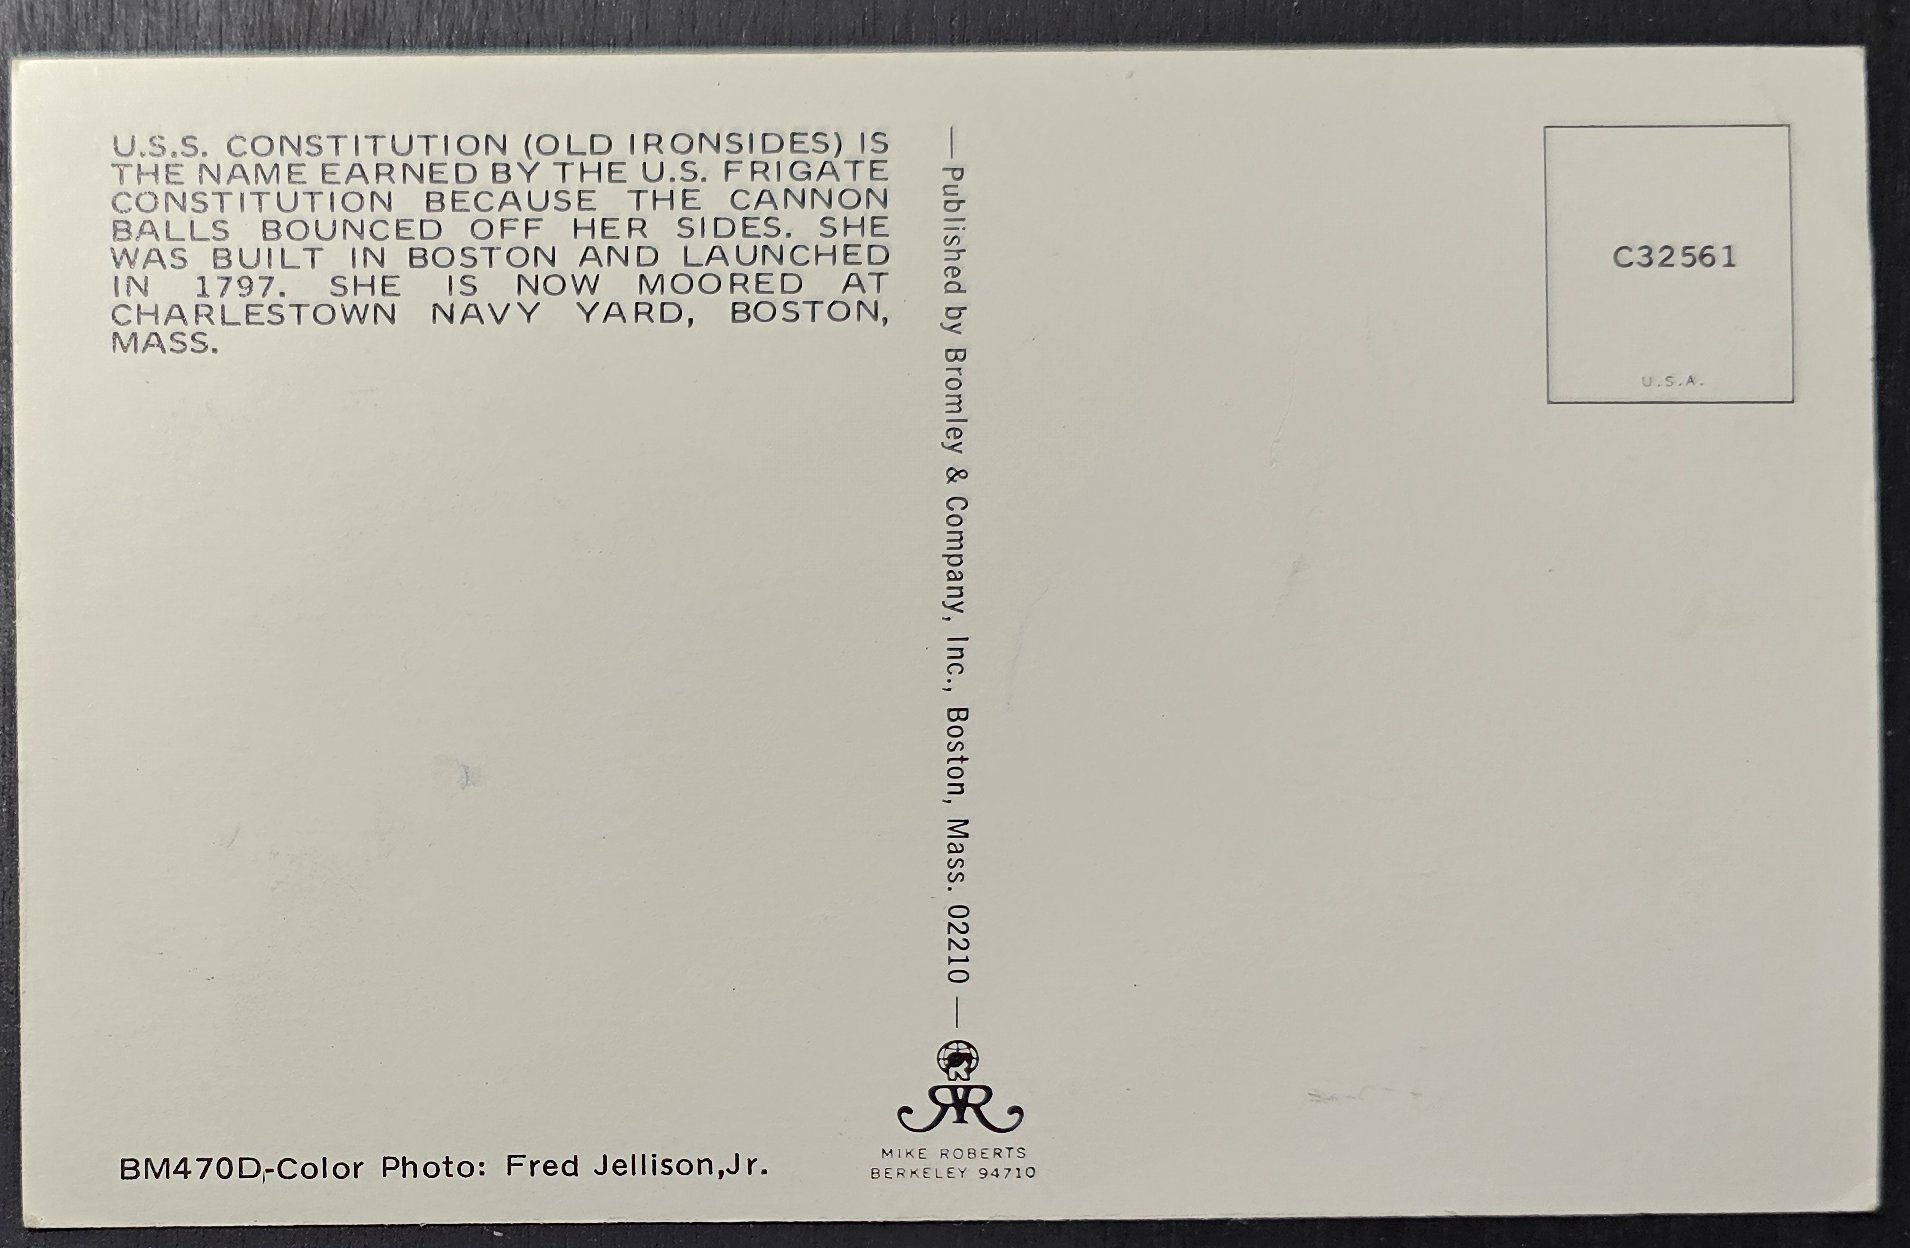 U.S.S. CONSTITUTION (OLD IRONSIDES) IS
THE NAME EARNED BY THE U.S. FRIGATE
CONSTITUTION BECAUSE THE CANNON
BALLS BOUNCED OFF HER SIDES. SHE
WAS BUILT IN BOSTON AND LAUNCHED
IN 1797. SHE IS NOW MOORED AT
CHARLESTOWN NAVY YARD, BOSTON,
MASS.
BM470D,-Color Photo: Fred Jellison,Jr.
—Published by Bromley & Company, Inc., Boston, Mass. 02210—
MIKE ROBERTS
BERKELEY 94710
C32561
U.S.A.